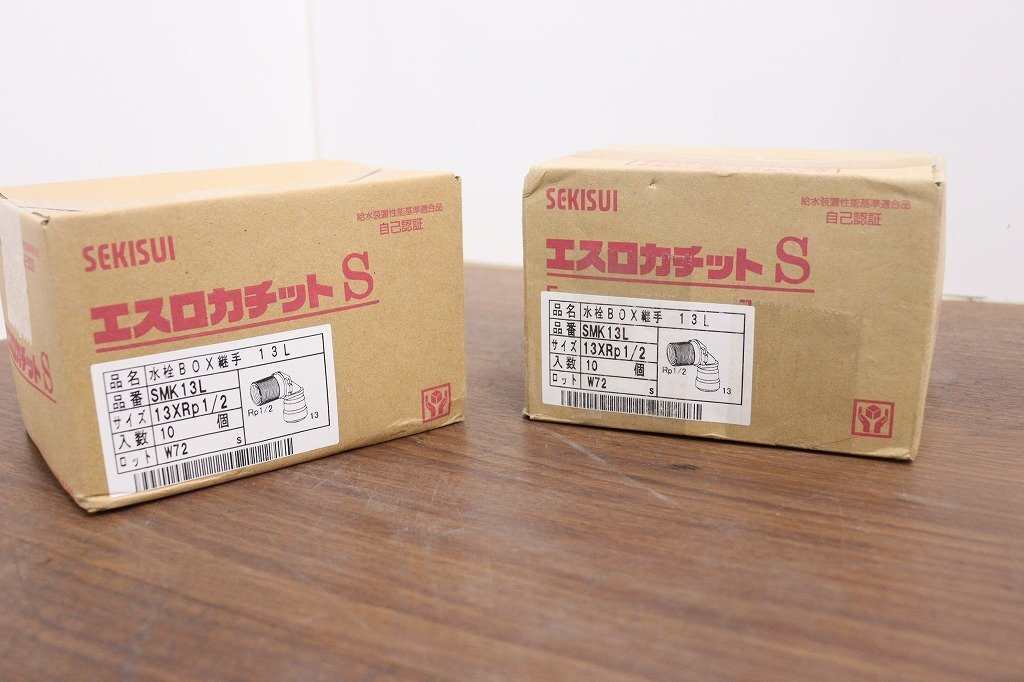 SEKISUI
給水装置性能基準適合品
自己認証
エスロカチットS
品名 水栓BOX継手 13L
品番 SMK13L
サイズ 13XRp1/2
入数 10 個
ロット W72
S
Rp1/2
13
SEKISUI
給水装置性能基準適合品
自己認証
エスロカチットS
品名 水栓BOX継手 13L
品番 SMK13L
サイズ 13XRp1/2
入数 10 個
ロット W72
S
Rp1/2
13